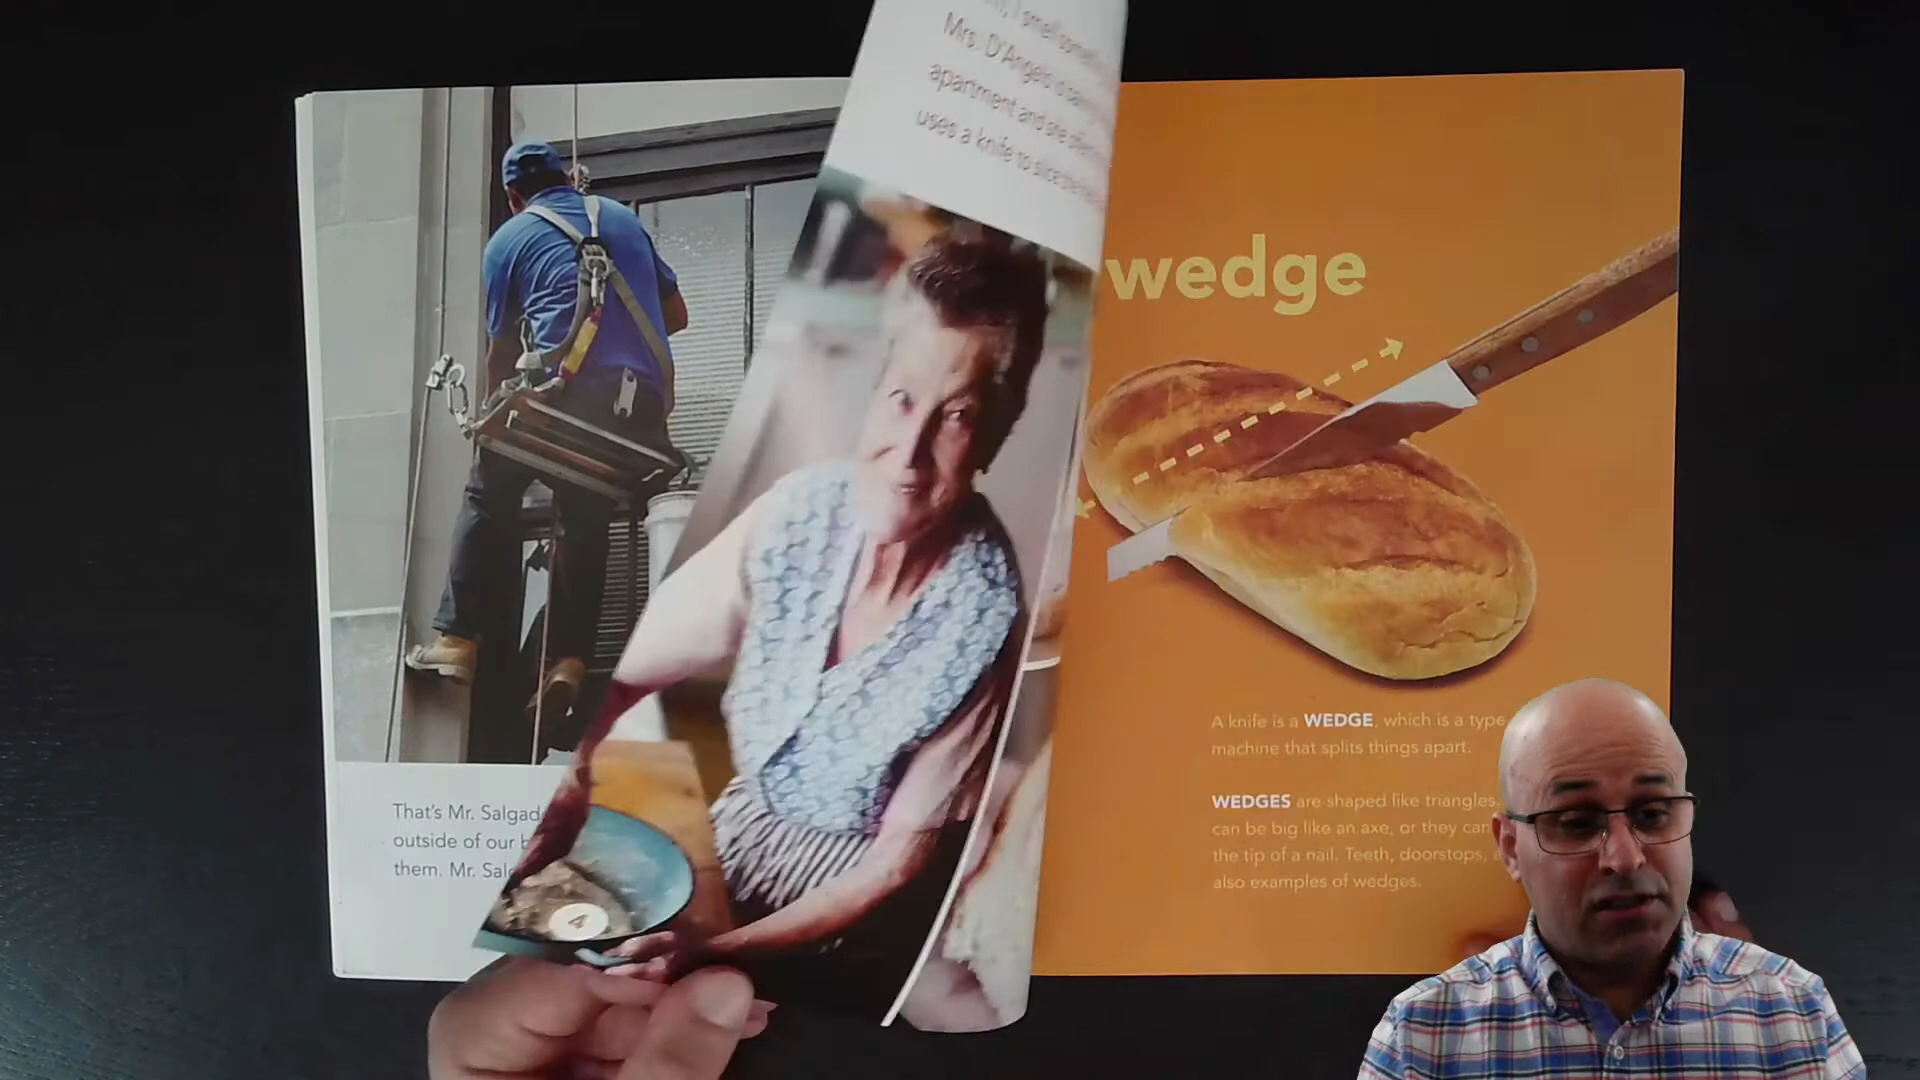 That's Mr. Salgad
outside of our b
them. Mr. Sal
I smell
Mrs. D'Angelo
apartment and
uses a knife to slice
4
wedge
A knife is a WEDGE, which is a type
machine that splits things apart.
WEDGES are shaped like triangles.
can be big like an axe, or they can
the tip of a nail. Teeth, doorstops, a
also examples of wedges.